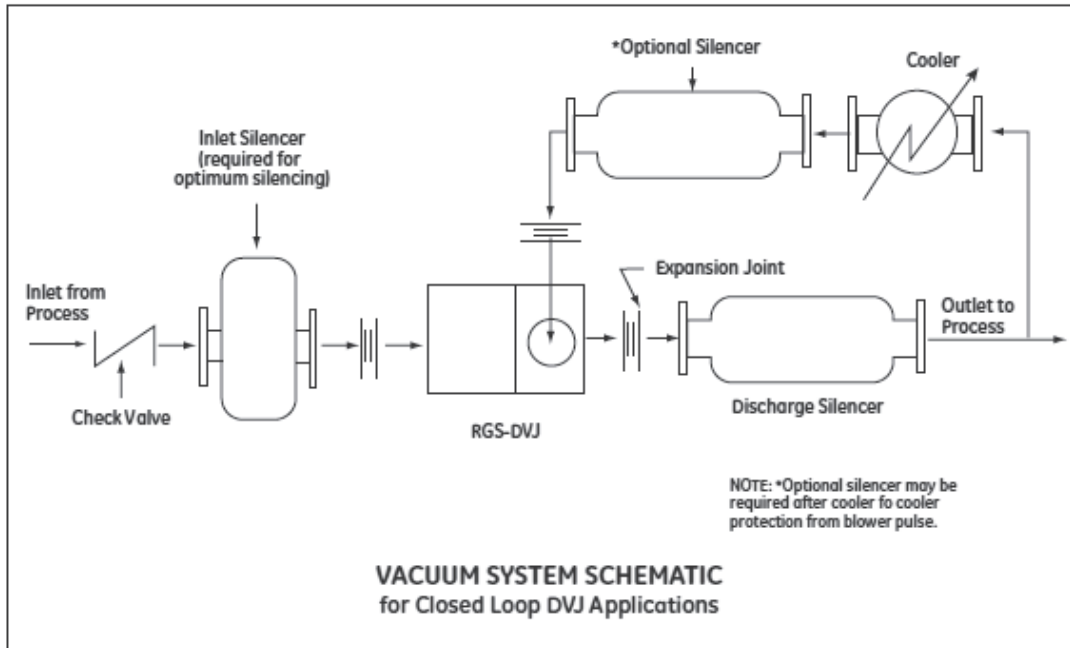 *Optional Silencer
Cooler
Inlet Silencer
(required for
optimum silencing)
Expansion Joint
Inlet from
Process
Outlet to
Process
Check Valve
RGS-DVJ
Discharge Silencer
NOTE: *Optional silencer may be
required after cooler fo cooler
protection from blower pulse.
VACUUM SYSTEM SCHEMATIC
for Closed Loop DVJ Applications